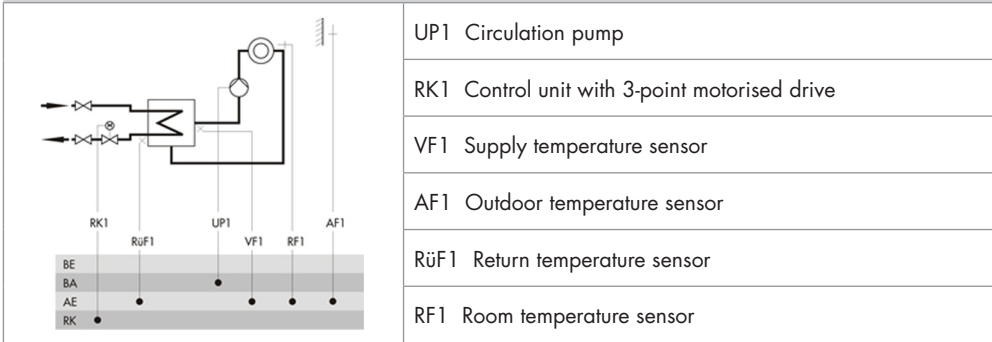 RK1
UP1
AF1
RüF1
VF1
RF1
BE
BA
AE
RK
UP1 Circulation pump
RK1 Control unit with 3-point motorised drive
VF1 Supply temperature sensor
AF1 Outdoor temperature sensor
RüF1 Return temperature sensor
RF1 Room temperature sensor